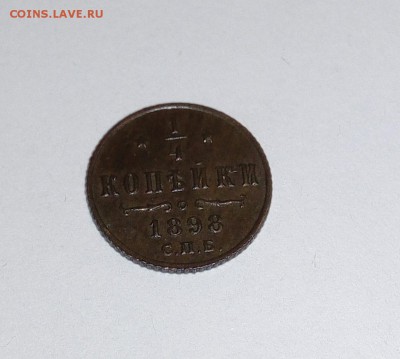 COINS.LAVE.RU
1/4
КОПѢЙКИ
1898
С.П.Б.